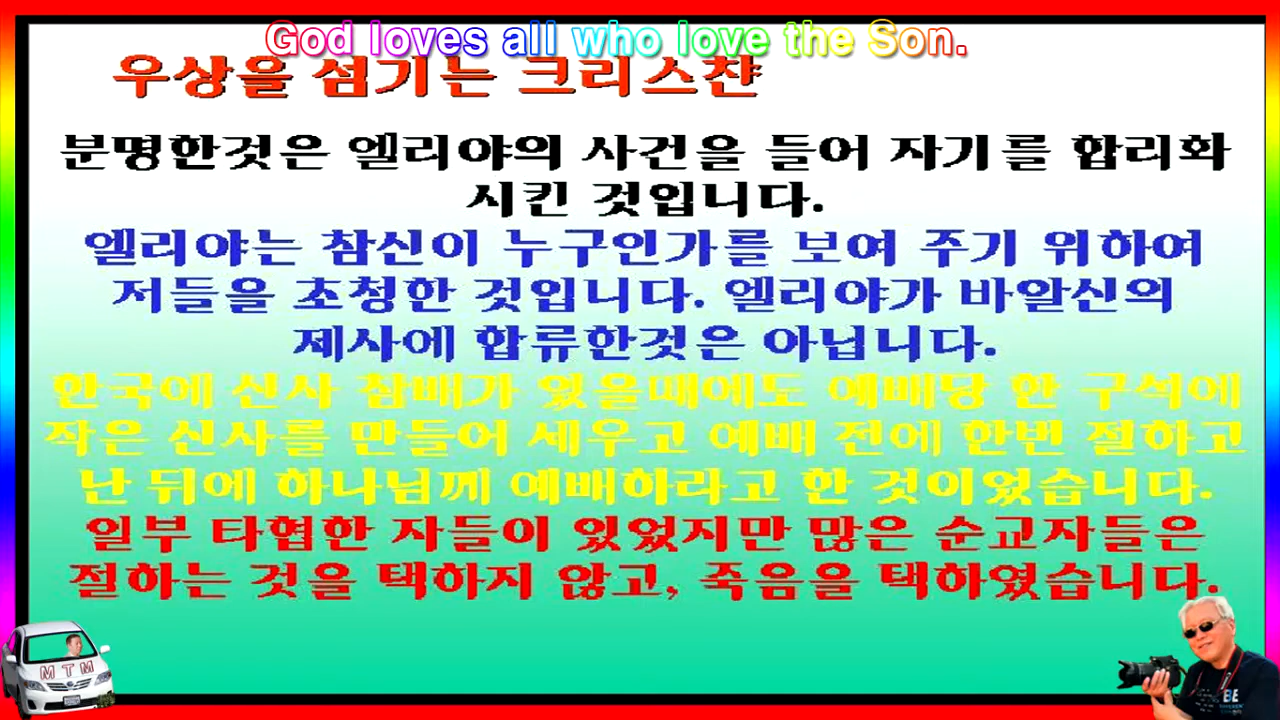 God loves all who love the Son.
우상을 섬기는 크리스챤
분명한것은 엘리야의 사건을 들어 자기를 합리화
시킨 것입니다.
엘리야는 참신이 누구인가를 보여 주기 위하여
저들을 초청한 것입니다. 엘리야가 바알신의
제사에 합류한것은 아닙니다.
한국에 신사 참배가 있을때에도 예배당 한 구석에
작은 신사를 만들어 세우고 예배 전에 한번 절하고
난 뒤에 하나님께 예배하라고 한 것이었습니다.
일부 타협한 자들이 있었지만 많은 순교자들은
절하는 것을 택하지 않고, 죽음을 택하였습니다.
MTM